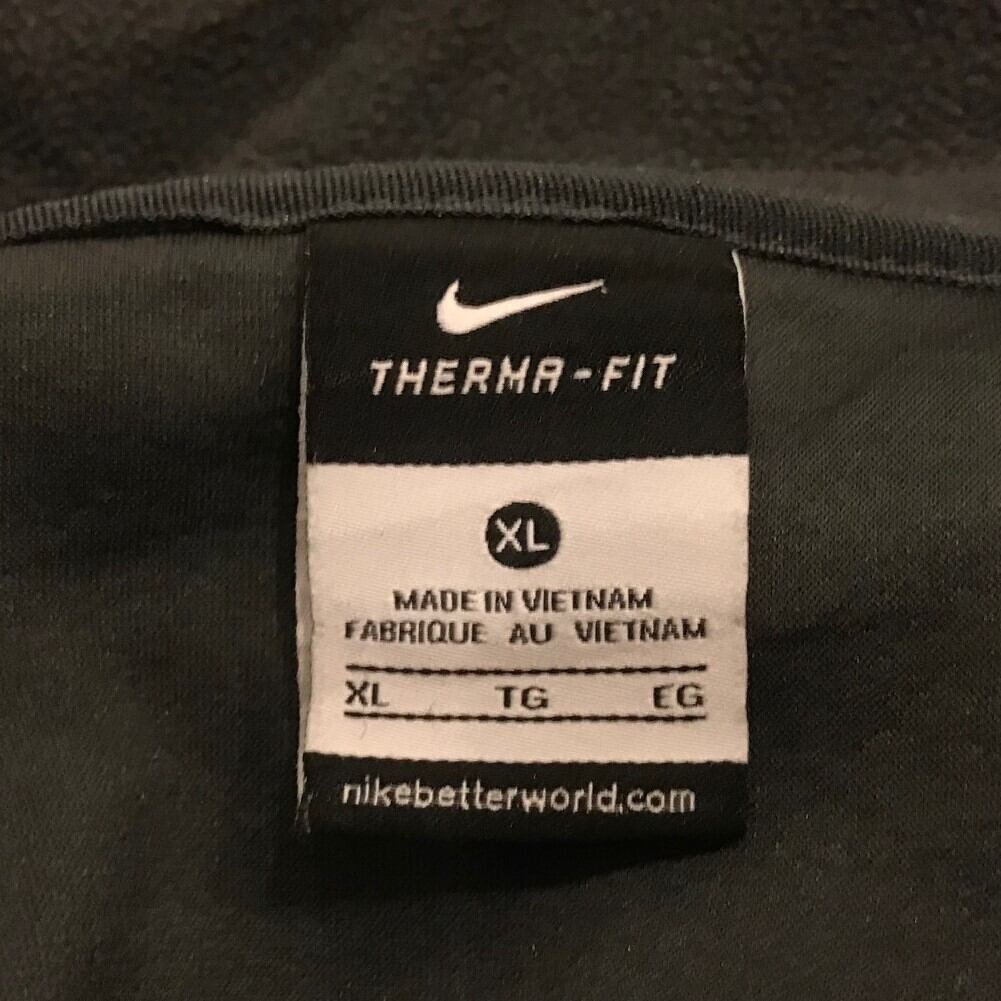 THERMA-FIT
XL
MADE IN VIETNAM
FABRIQUE AU VIETNAM
XL TG EG
nikebetterworld.com